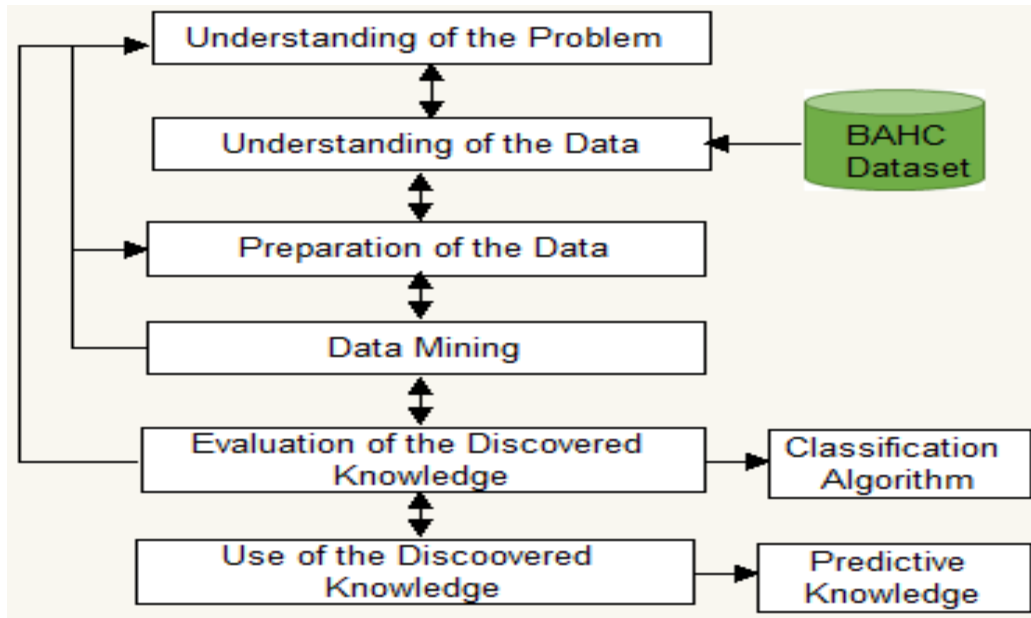 Understanding of the Problem
Understanding of the Data
BAHC
Dataset
Preparation of the Data
Data Mining
Evaluation of the Discovered
Knowledge
Classification
Algorithm
Use of the Discoovered
Knowledge
Predictive
Knowledge